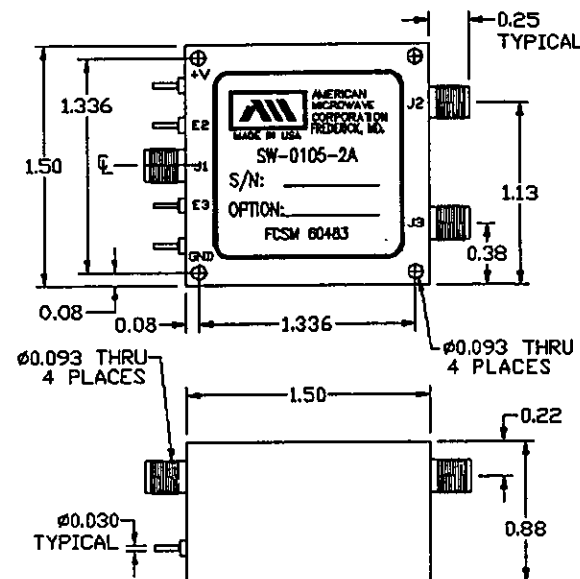 0.25
TYPICAL
1.50
1.336
+V
E2
J1
E3
GND
℄
AMERICAN
MICROWAVE
CORPORATION
FREDERICK, MD.
MADE IN USA
SW-0105-2A
S/N:
OPTION:
FCSM 60483
J2
J3
1.13
0.38
0.08
0.08
1.336
Ø0.093 THRU
4 PLACES
Ø0.093 THRU
4 PLACES
1.50
0.22
Ø0.030
TYPICAL
0.88